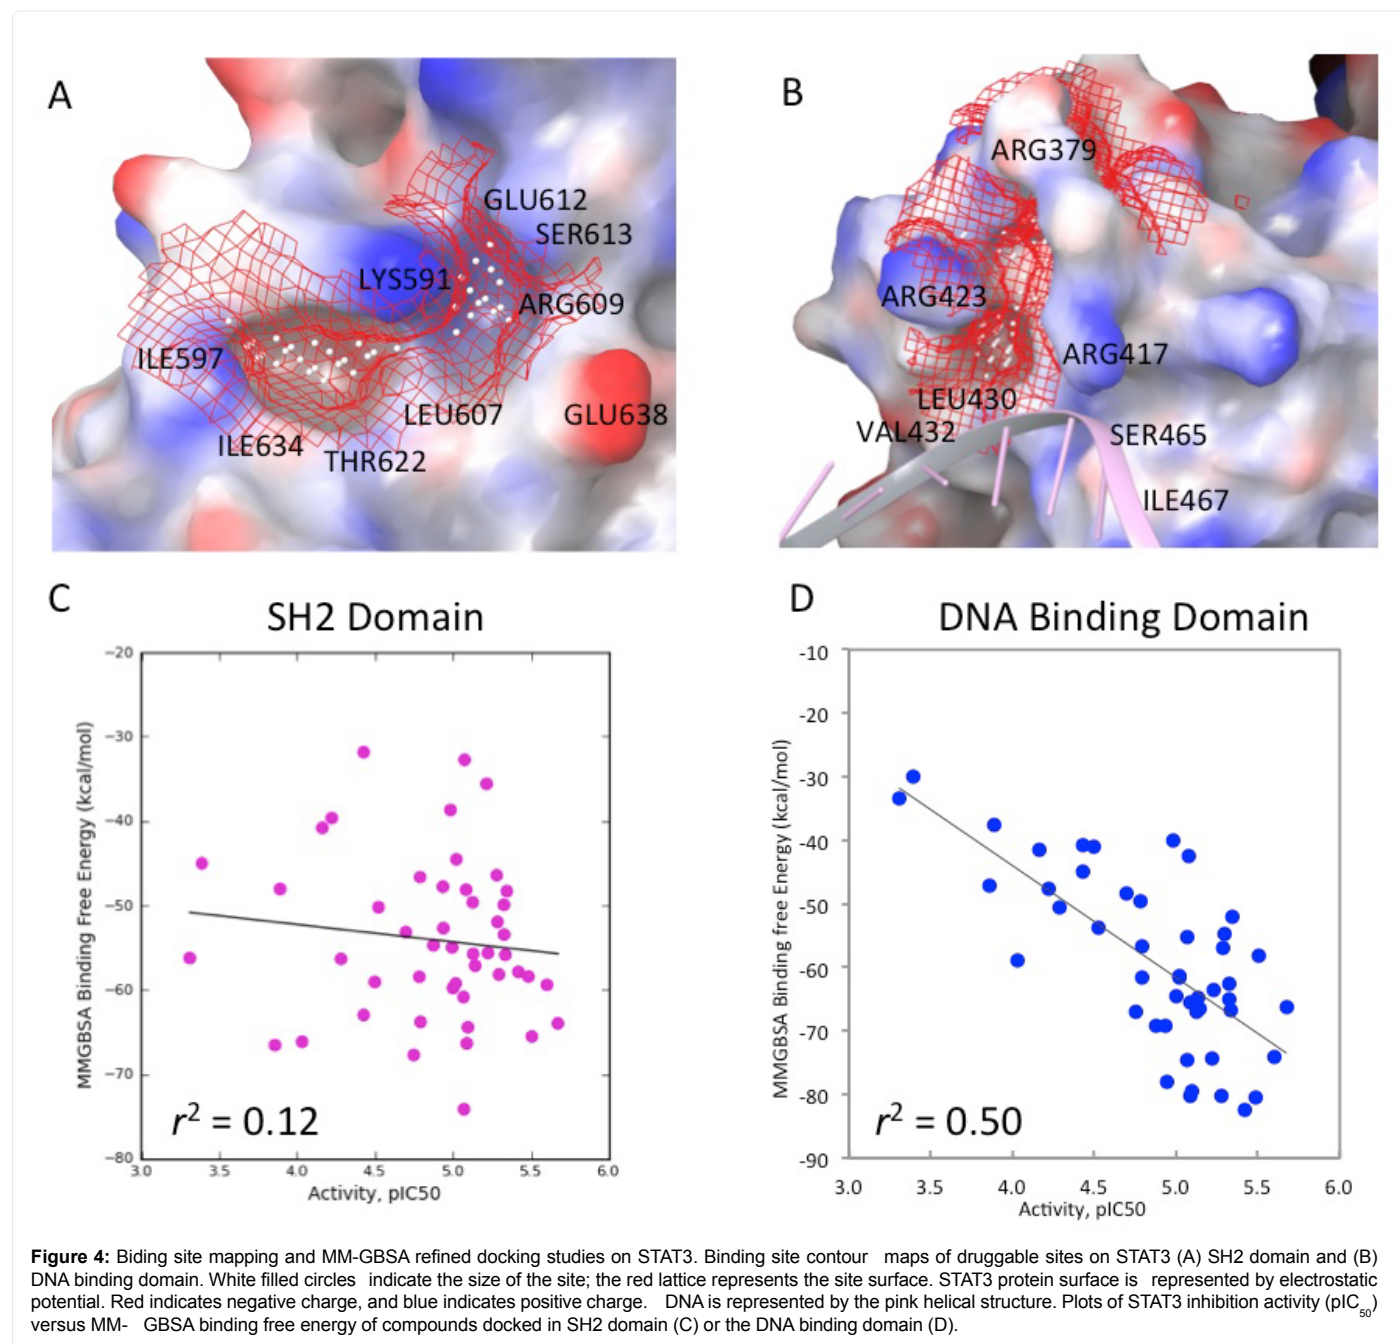 A
GLU612
SER613
LYS591
ARG609
ILE597
LEU607
GLU638
ILE634
THR622
B
ARG379
ARG423
ARG417
LEU430
VAL432
SER465
ILE467
C
SH2 Domain
−20
−30
−40
−50
−60
−70
−80
MMGBSA Binding Free Energy (kcal/mol)
r² = 0.12
3.0 3.5 4.0 4.5 5.0 5.5 6.0
Activity, pIC50
D
DNA Binding Domain
-10
-20
-30
-40
-50
-60
-70
-80
-90
MMGBSA Binding free Energy (kcal/mol)
r² = 0.50
3.0 3.5 4.0 4.5 5.0 5.5 6.0
Activity, pIC50
Figure 4: Biding site mapping and MM-GBSA refined docking studies on STAT3. Binding site contour maps of druggable sites on STAT3 (A) SH2 domain and (B)
DNA binding domain. White filled circles indicate the size of the site; the red lattice represents the site surface. STAT3 protein surface is represented by electrostatic
potential. Red indicates negative charge, and blue indicates positive charge. DNA is represented by the pink helical structure. Plots of STAT3 inhibition activity (pIC50)
versus MM- GBSA binding free energy of compounds docked in SH2 domain (C) or the DNA binding domain (D).